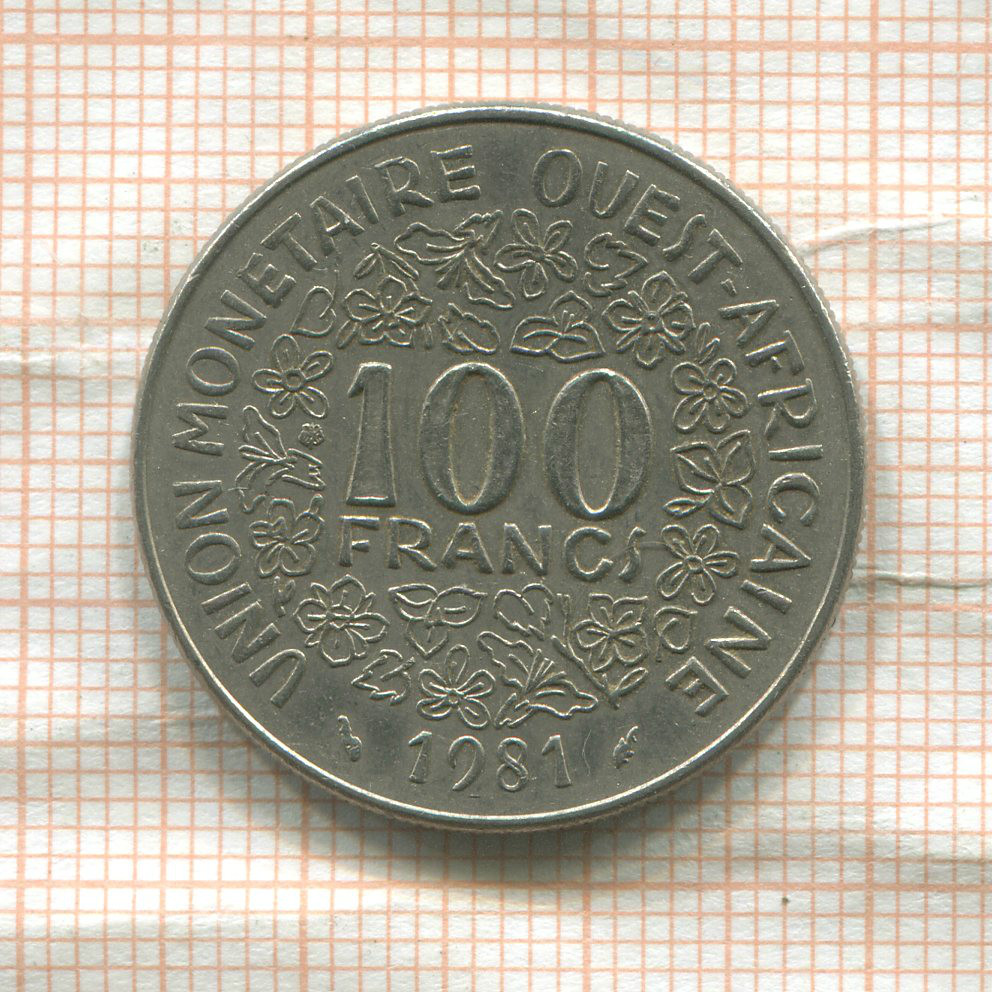 UNION MONETAIRE OUEST-AFRICAINE
100
FRANCS
1981